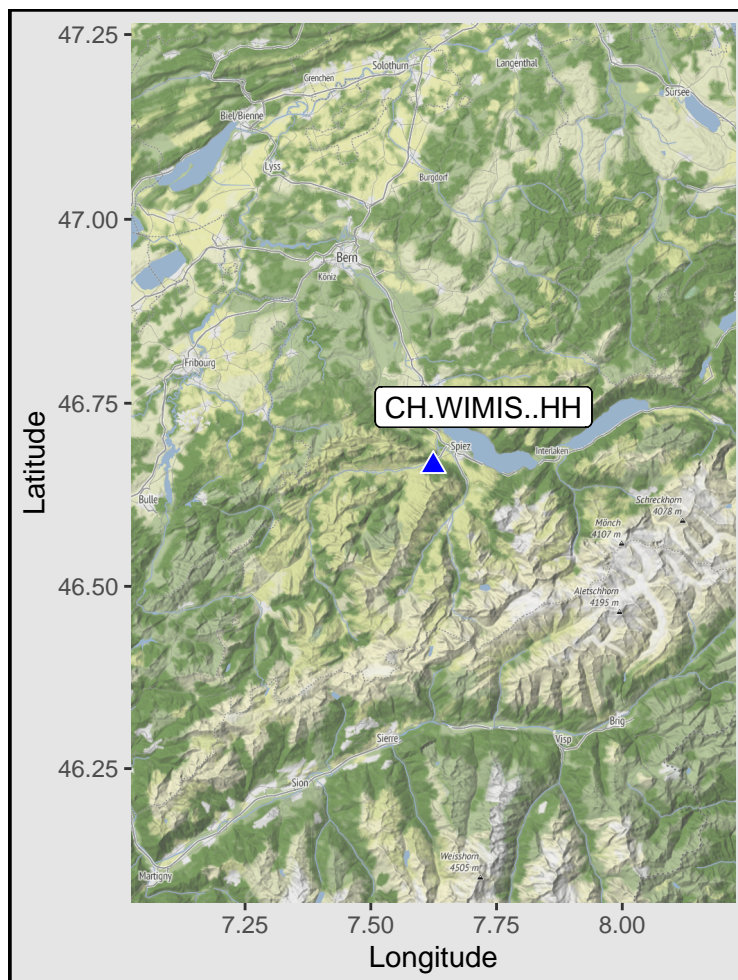 47.25
47.00
46.75
46.50
46.25
Latitude
Solothurn
Langenthal
Grenchen
Sursee
Biel/Bienne
Lyss
Burgdorf
Bern
Köniz
Fribourg
CH.WIMIS..HH
Spiez
Interlaken
Bulle
Schreckhorn
4078 m
Mönch
4107 m
Aletschhorn
4195 m
Brig
Sierre
Visp
Sion
Weisshorn
4505 m
Martigny
7.25
7.50
7.75
8.00
Longitude